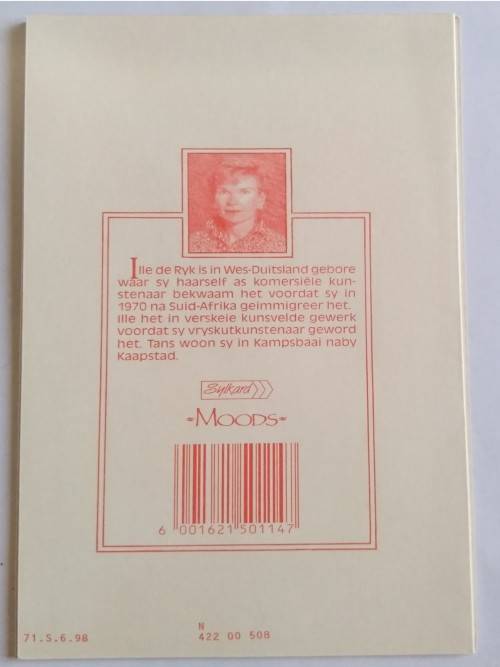 Ille de Ryk is in Wes-Duitsland gebore
waar sy haarself as komersiële kun-
stenaar bekwaam het voordat sy in
1970 na Suid-Afrika geïmmigreer het.
Ille het in verskeie kunsvelde gewerk
voordat sy vryskutkunstenaar geword
het. Tans woon sy in Kampsbaai naby
Kaapstad.
Sylkard
MOODS
6 001621 501147
71.S.6.98
N
422 00 508